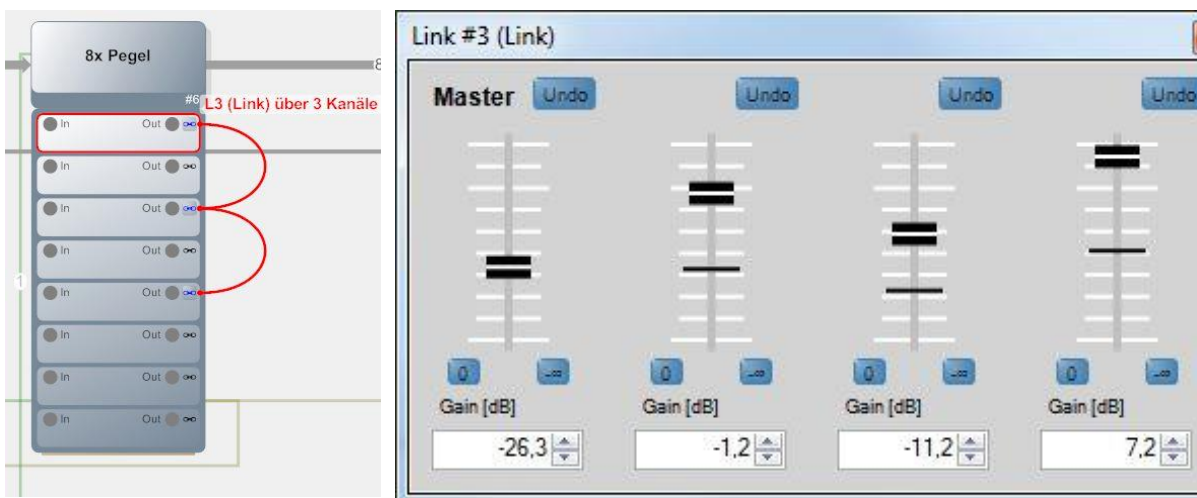 8x Pegel
8
#6
L3 (Link) über 3 Kanäle
In Out
In Out
In Out
In Out
1
In Out
In Out
In Out
In Out
Link #3 (Link)
Master Undo Undo Undo Undo
0 -∞ 0 -∞ 0 -∞ 0 -∞
Gain [dB] Gain [dB] Gain [dB] Gain [dB]
-26,3 -1,2 -11,2 7,2